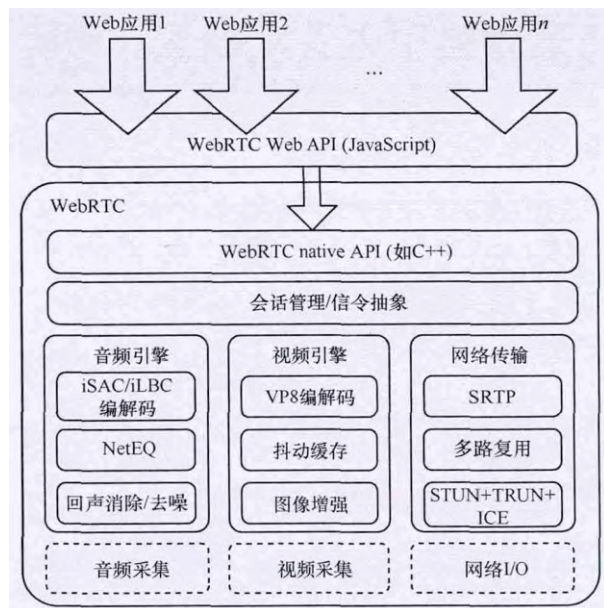 Web应用1 Web应用2 Web应用n
...
WebRTC Web API (JavaScript)
WebRTC
WebRTC native API (如C++)
会话管理/信令抽象
音频引擎 视频引擎 网络传输
iSAC/iLBC
编解码
VP8编解码
SRTP
NetEQ
抖动缓存
多路复用
回声消除/去噪
图像增强
STUN+TRUN+
ICE
音频采集 视频采集 网络I/O